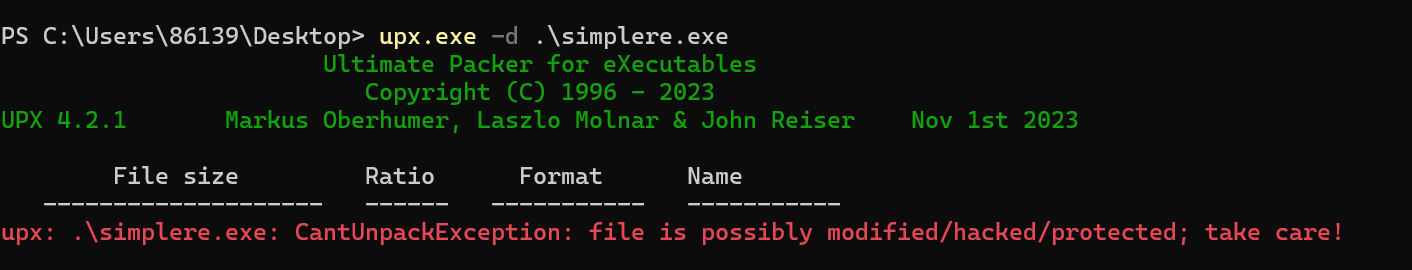 PS C:\Users\86139\Desktop> upx.exe -d .\simplere.exe
Ultimate Packer for eXecutables
Copyright (C) 1996 - 2023
UPX 4.2.1       Markus Oberhumer, Laszlo Molnar & John Reiser    Nov 1st 2023
File size         Ratio      Format      Name
--------------------   ------   -----------   -----------
upx: .\simplere.exe: CantUnpackException: file is possibly modified/hacked/protected; take care!